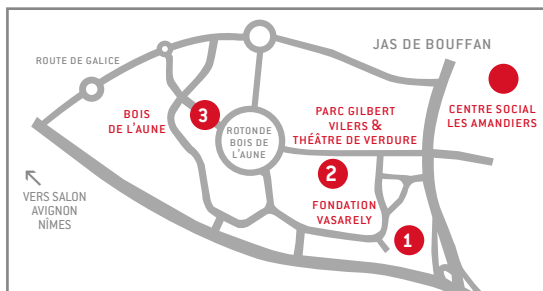 JAS DE BOUFFAN
ROUTE DE GALICE
BOIS
DE L'AUNE
3
ROTONDE
BOIS DE
L'AUNE
PARC GILBERT
VILERS &
THÉÂTRE DE VERDURE
CENTRE SOCIAL
LES AMANDIERS
2
FONDATION
VASARELY
VERS SALON
AVIGNON
NÎMES
1